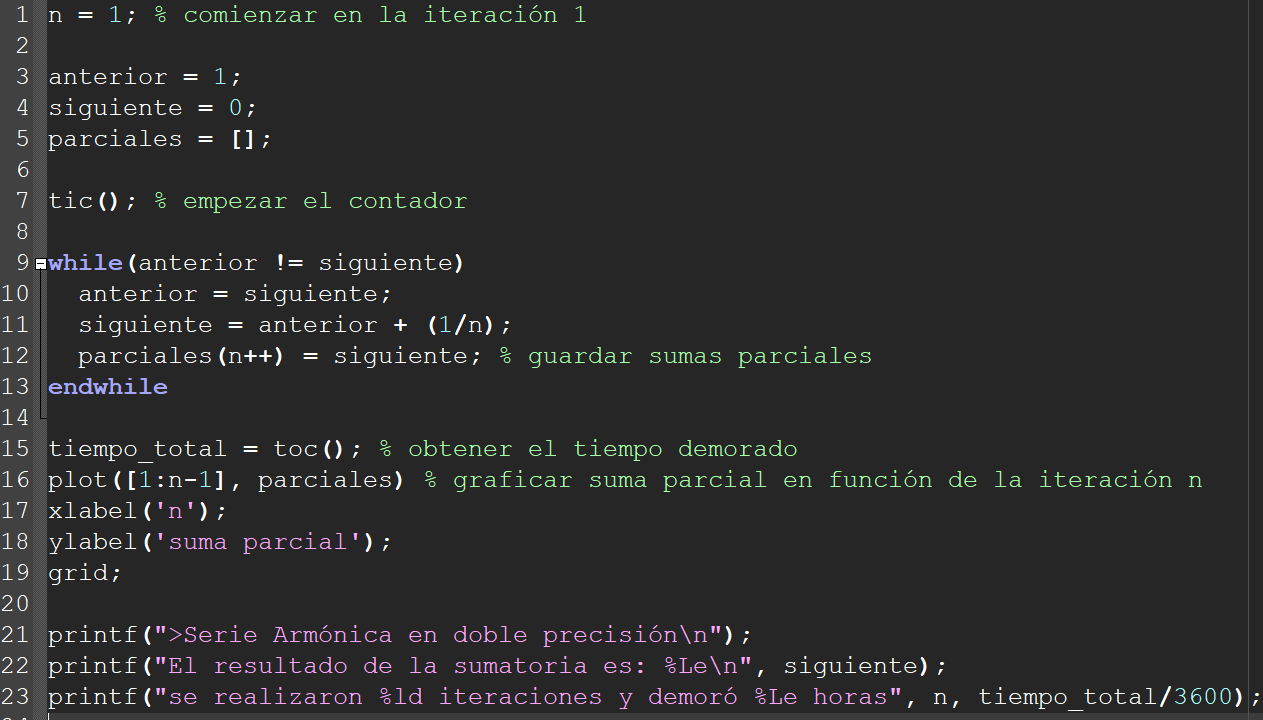 1 n = 1; % comienzar en la iteración 1
2
3 anterior = 1;
4 siguiente = 0;
5 parciales = [];
6
7 tic(); % empezar el contador
8
9 while(anterior != siguiente)
10   anterior = siguiente;
11   siguiente = anterior + (1/n);
12   parciales(n++) = siguiente; % guardar sumas parciales
13 endwhile
14
15 tiempo_total = toc(); % obtener el tiempo demorado
16 plot([1:n-1], parciales) % graficar suma parcial en función de la iteración n
17 xlabel('n');
18 ylabel('suma parcial');
19 grid;
20
21 printf(">Serie Armónica en doble precisión\n");
22 printf("El resultado de la sumatoria es: %Le\n", siguiente);
23 printf("se realizaron %ld iteraciones y demoró %Le horas", n, tiempo_total/3600);